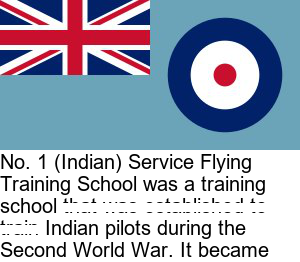 No. 1 (Indian) Service Flying
Training School was a training
school that was established to
train Indian pilots during the
Second World War. It became